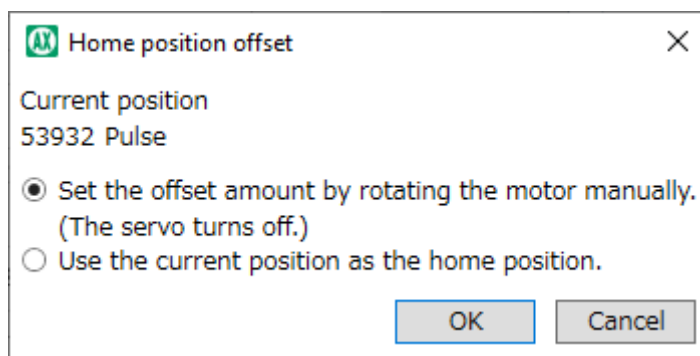 AX Home position offset
Current position
53932 Pulse
Set the offset amount by rotating the motor manually.
(The servo turns off.)
Use the current position as the home position.
OK Cancel